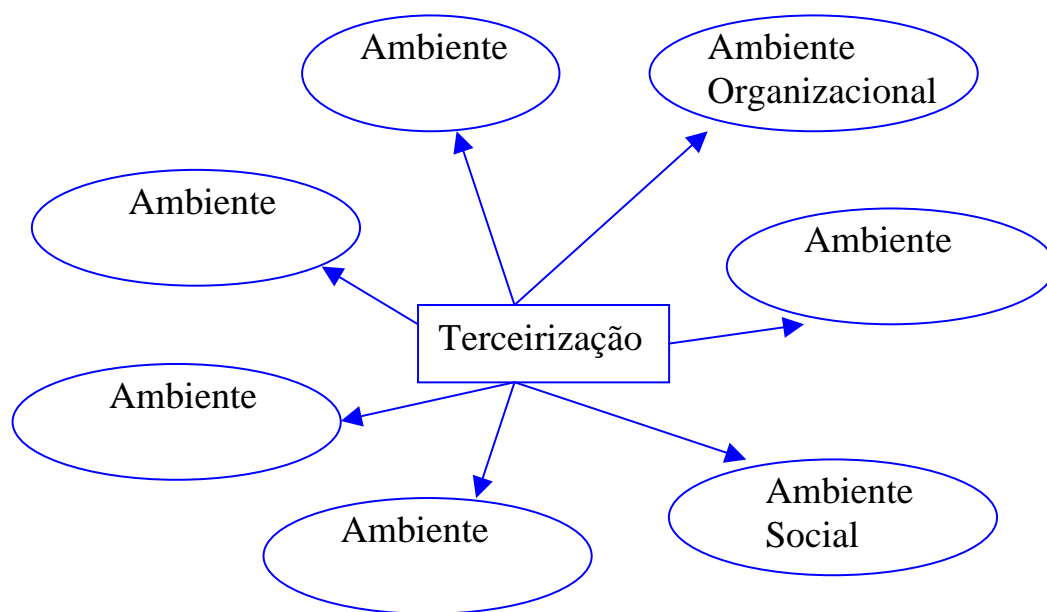 Ambiente
Ambiente
Organizacional
Ambiente
Ambiente
Terceirização
Ambiente
Ambiente
Social
Ambiente